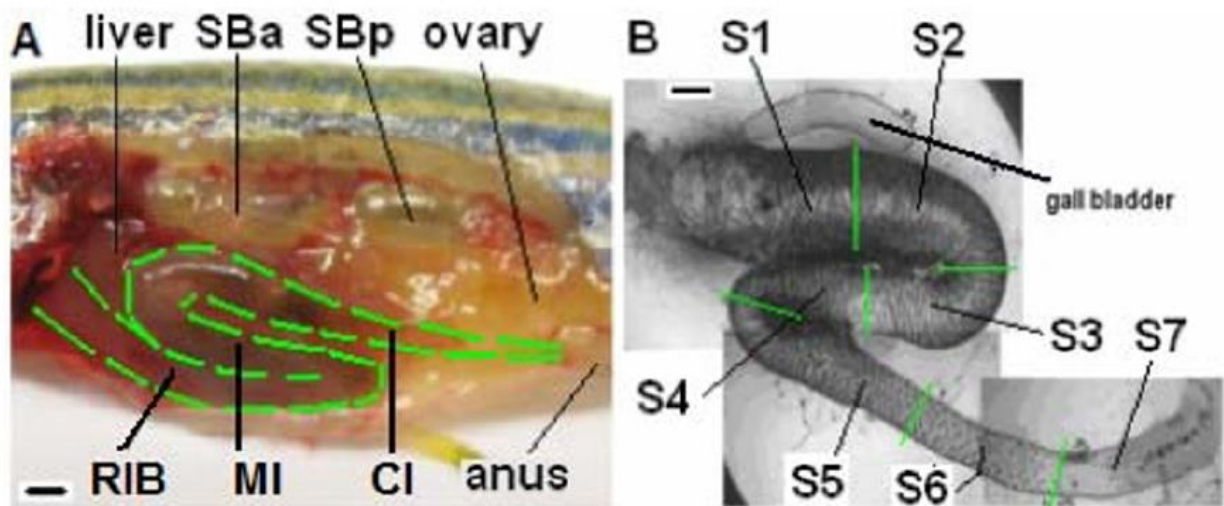 A liver SBa SBp ovary
RIB MI CI anus
B S1 S2
gall bladder
S3 S7
S4
S5 S6